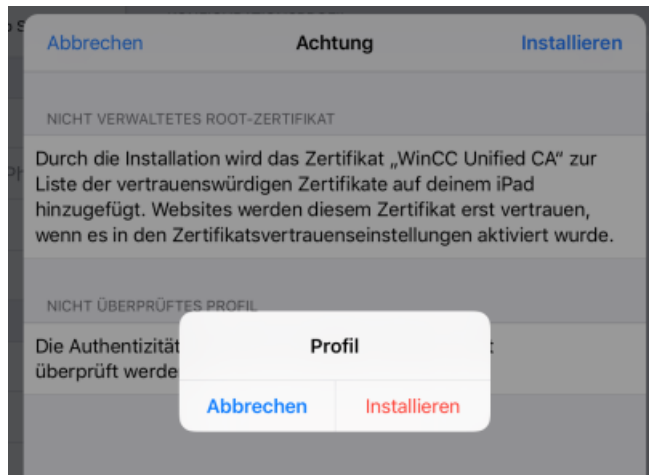 Abbrechen Achtung Installieren
NICHT VERWALTETES ROOT-ZERTIFIKAT
Durch die Installation wird das Zertifikat „WinCC Unified CA“ zur
Liste der vertrauenswürdigen Zertifikate auf deinem iPad
hinzugefügt. Websites werden diesem Zertifikat erst vertrauen,
wenn es in den Zertifikatsvertrauenseinstellungen aktiviert wurde.
NICHT ÜBERPRÜFTES PROFIL
Die Authentizität
überprüft werde
Profil
Abbrechen Installieren